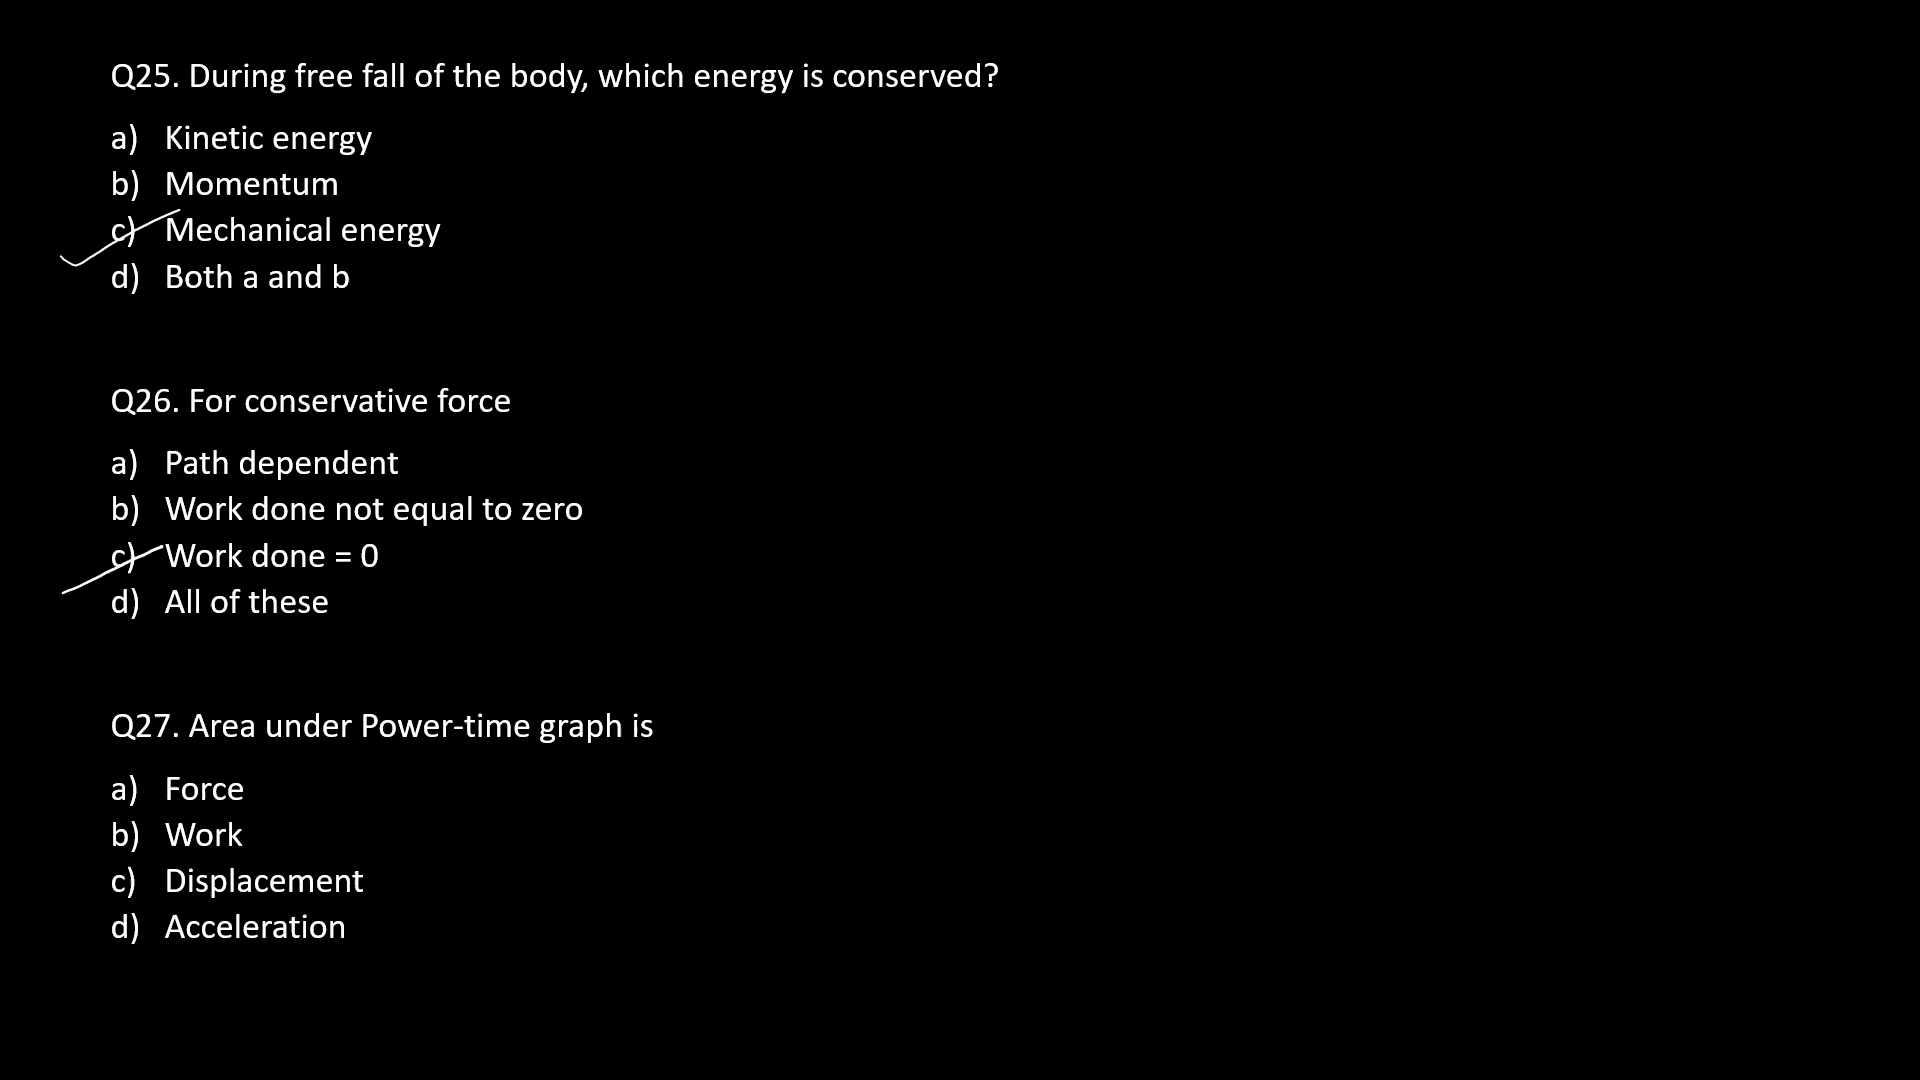 Q25. During free fall of the body, which energy is conserved?
a) Kinetic energy
b) Momentum
c) Mechanical energy
d) Both a and b
Q26. For conservative force
a) Path dependent
b) Work done not equal to zero
c) Work done = 0
d) All of these
Q27. Area under Power-time graph is
a) Force
b) Work
c) Displacement
d) Acceleration